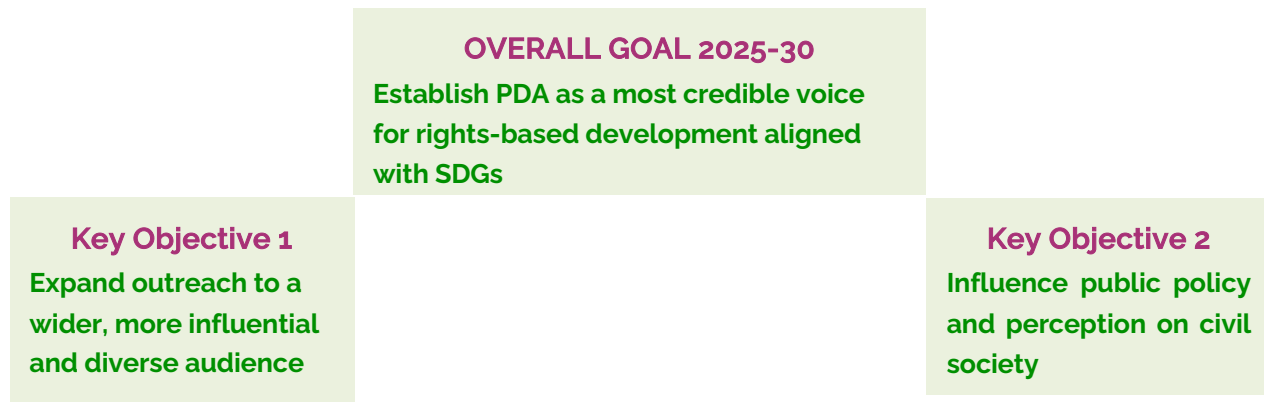 OVERALL GOAL 2025-30
Establish PDA as a most credible voice
for rights-based development aligned
with SDGs
Key Objective 1
Expand outreach to a
wider, more influential
and diverse audience
Key Objective 2
Influence public policy
and perception on civil
society